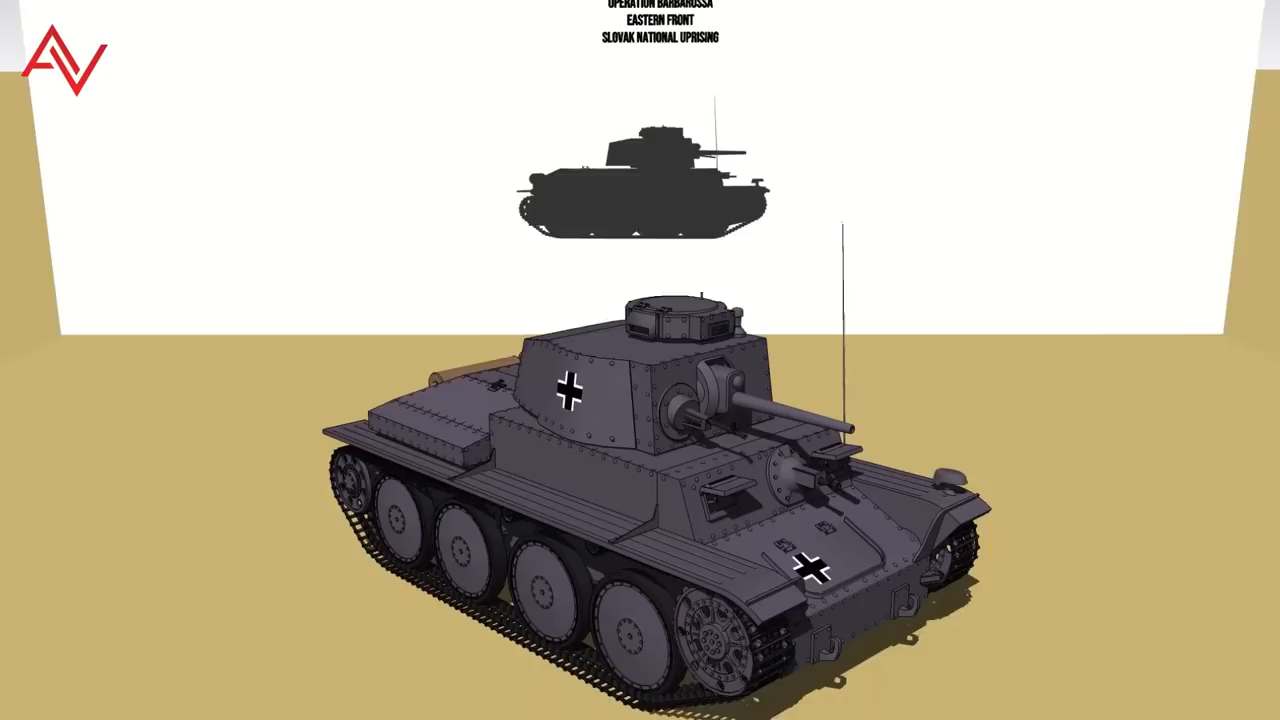 OPERATION BARBAROSSA
EASTERN FRONT
SLOVAK NATIONAL UPRISING